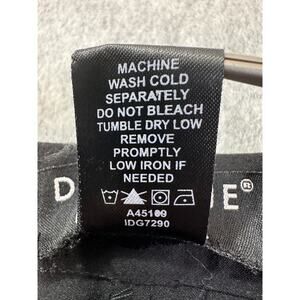 MACHINE
WASH COLD
SEPARATELY
DO NOT BLEACH
TUMBLE DRY LOW
REMOVE
PROMPTLY
LOW IRON IF
NEEDED
A45109
IDG7290